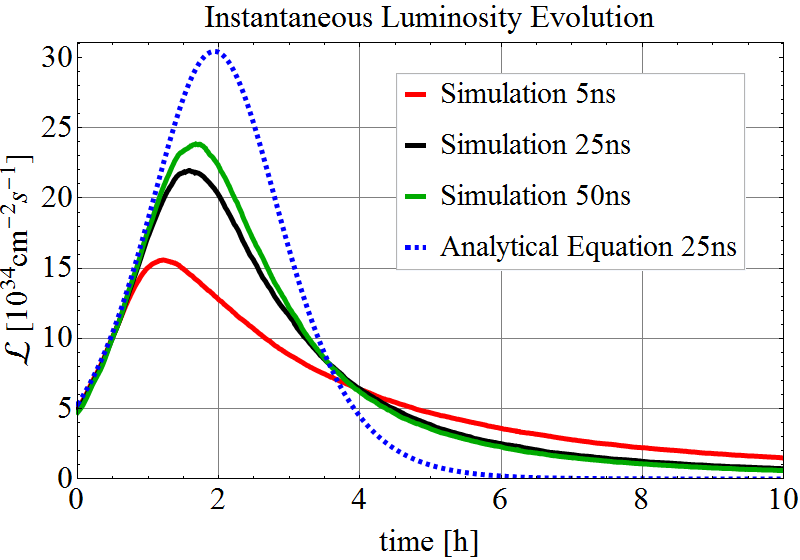 Instantaneous Luminosity Evolution
ℒ [10³⁴cm⁻²s⁻¹]
30
25
20
15
10
5
0
Simulation 5ns
Simulation 25ns
Simulation 50ns
Analytical Equation 25ns
0 2 4 6 8 10
time [h]